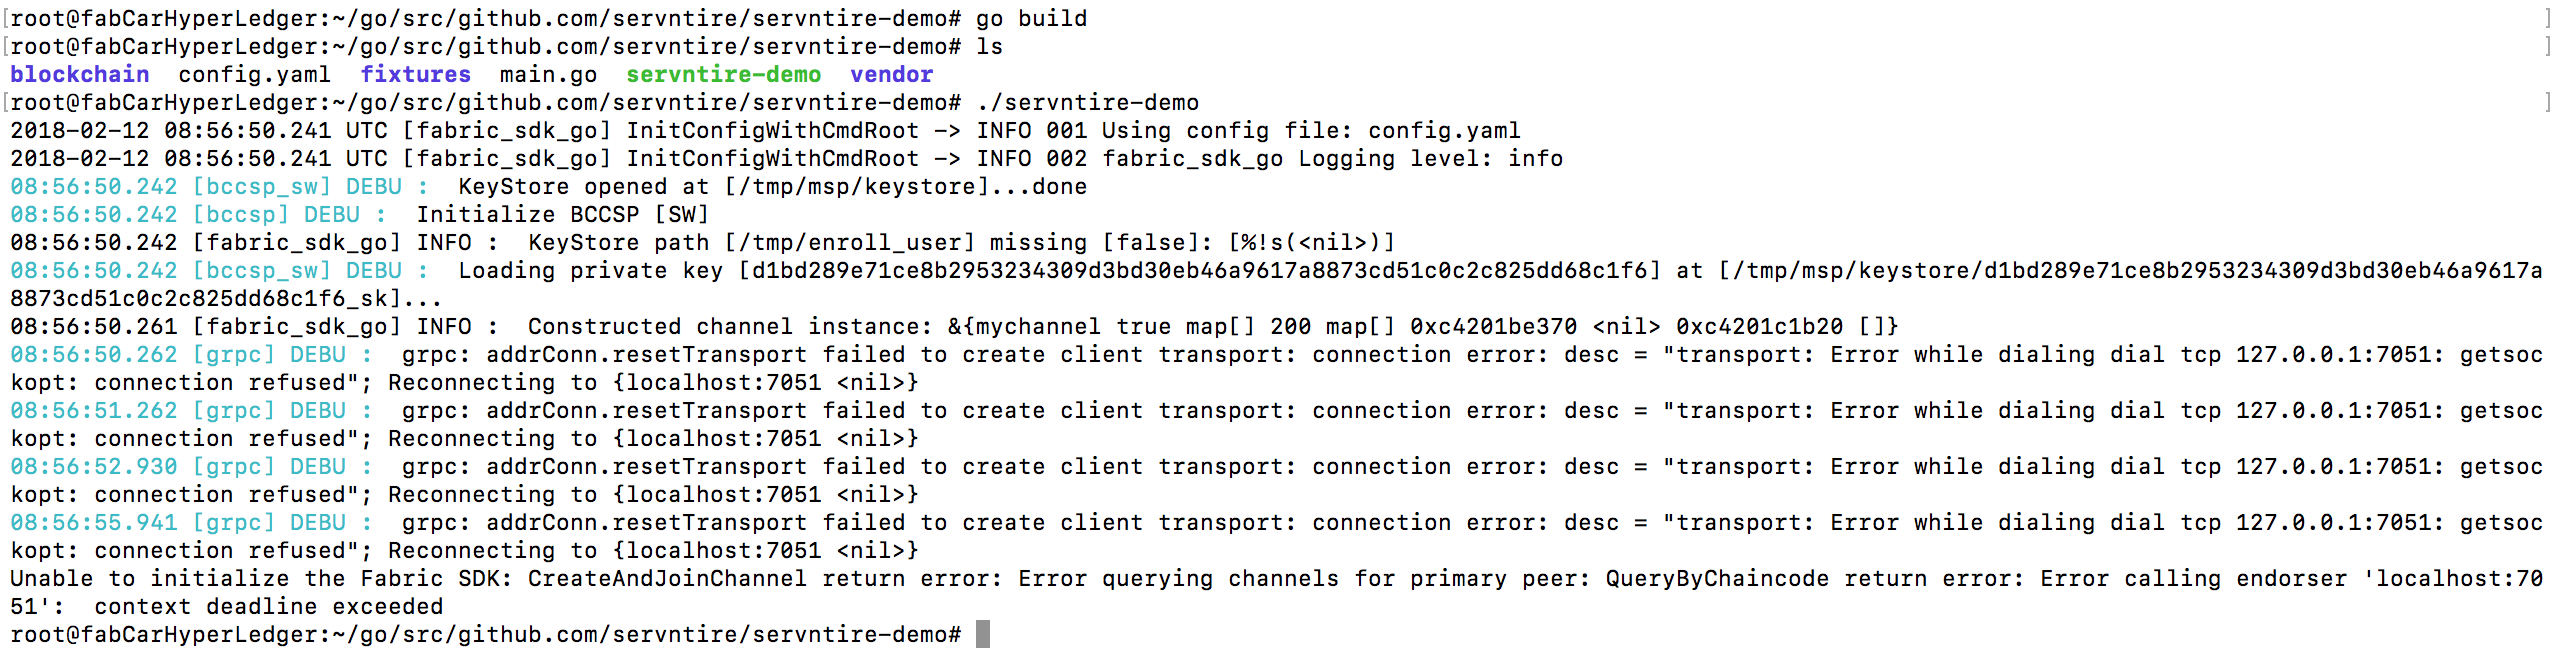 [root@fabCarHyperLedger:~/go/src/github.com/servntire/servntire-demo# go build ]
[root@fabCarHyperLedger:~/go/src/github.com/servntire/servntire-demo# ls ]
blockchain  config.yaml  fixtures  main.go  servntire-demo  vendor
[root@fabCarHyperLedger:~/go/src/github.com/servntire/servntire-demo# ./servntire-demo ]
2018-02-12 08:56:50.241 UTC [fabric_sdk_go] InitConfigWithCmdRoot -> INFO 001 Using config file: config.yaml
2018-02-12 08:56:50.241 UTC [fabric_sdk_go] InitConfigWithCmdRoot -> INFO 002 fabric_sdk_go Logging level: info
08:56:50.242 [bccsp_sw] DEBU :  KeyStore opened at [/tmp/msp/keystore]...done
08:56:50.242 [bccsp] DEBU :  Initialize BCCSP [SW]
08:56:50.242 [fabric_sdk_go] INFO :  KeyStore path [/tmp/enroll_user] missing [false]: [%!s(<nil>)]
08:56:50.242 [bccsp_sw] DEBU :  Loading private key [d1bd289e71ce8b2953234309d3bd30eb46a9617a8873cd51c0c2c825dd68c1f6] at [/tmp/msp/keystore/d1bd289e71ce8b2953234309d3bd30eb46a9617a
8873cd51c0c2c825dd68c1f6_sk]...
08:56:50.261 [fabric_sdk_go] INFO :  Constructed channel instance: &{mychannel true map[] 200 map[] 0xc4201be370 <nil> 0xc4201c1b20 []}
08:56:50.262 [grpc] DEBU :  grpc: addrConn.resetTransport failed to create client transport: connection error: desc = "transport: Error while dialing dial tcp 127.0.0.1:7051: getsoc
kopt: connection refused"; Reconnecting to {localhost:7051 <nil>}
08:56:51.262 [grpc] DEBU :  grpc: addrConn.resetTransport failed to create client transport: connection error: desc = "transport: Error while dialing dial tcp 127.0.0.1:7051: getsoc
kopt: connection refused"; Reconnecting to {localhost:7051 <nil>}
08:56:52.930 [grpc] DEBU :  grpc: addrConn.resetTransport failed to create client transport: connection error: desc = "transport: Error while dialing dial tcp 127.0.0.1:7051: getsoc
kopt: connection refused"; Reconnecting to {localhost:7051 <nil>}
08:56:55.941 [grpc] DEBU :  grpc: addrConn.resetTransport failed to create client transport: connection error: desc = "transport: Error while dialing dial tcp 127.0.0.1:7051: getsoc
kopt: connection refused"; Reconnecting to {localhost:7051 <nil>}
Unable to initialize the Fabric SDK: CreateAndJoinChannel return error: Error querying channels for primary peer: QueryByChaincode return error: Error calling endorser 'localhost:70
51':  context deadline exceeded
root@fabCarHyperLedger:~/go/src/github.com/servntire/servntire-demo#